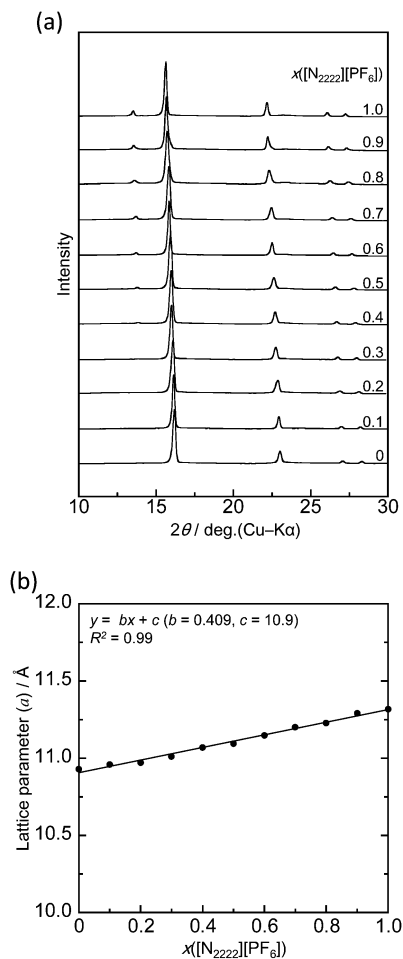 (a)
x([N2222][PF6])
1.0
0.9
0.8
0.7
0.6
0.5
0.4
0.3
0.2
0.1
0
Intensity
10 15 20 25 30
2θ / deg.(Cu–Kα)
(b)
12.0
y = bx + c (b = 0.409, c = 10.9)
R² = 0.99
11.5
11.0
10.5
10.0
Lattice parameter (a) / Å
0 0.2 0.4 0.6 0.8 1.0
x([N2222][PF6])